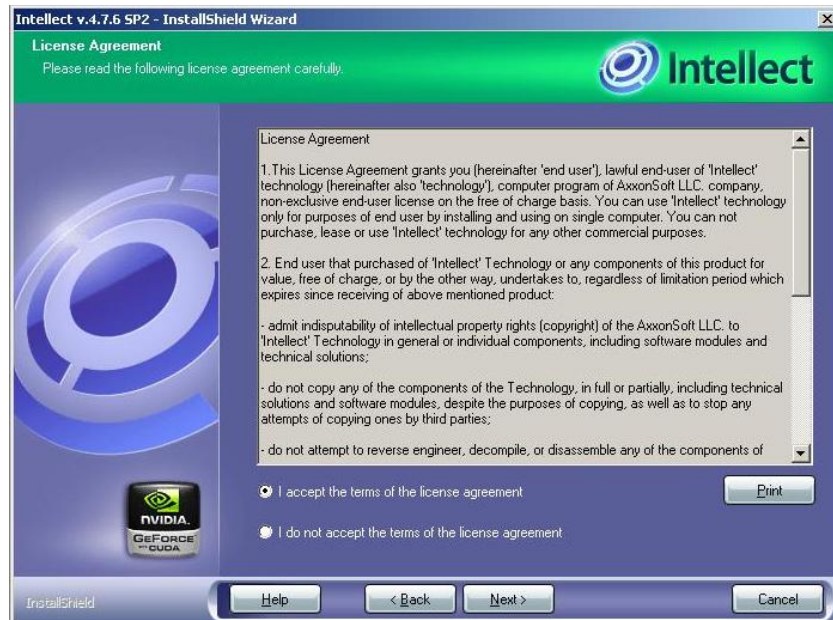 Intellect v.4.7.6 SP2 - InstallShield Wizard
License Agreement
Please read the following license agreement carefully.
Intellect
License Agreement
1.This License Agreement grants you (hereinafter 'end user'), lawful end-user of 'Intellect'
technology (hereinafter also 'technology'), computer program of AxxonSoft LLC. company,
non-exclusive end-user license on the free of charge basis. You can use 'Intellect' technology
only for purposes of end user by installing and using on single computer. You can not
purchase, lease or use 'Intellect' technology for any other commercial purposes.
2. End user that purchased of 'Intellect' Technology or any components of this product for
value, free of charge, or by the other way, undertakes to, regardless of limitation period which
expires since receiving of above mentioned product:
- admit indisputability of intellectual property rights (copyright) of the AxxonSoft LLC. to
'Intellect' Technology in general or individual components, including software modules and
technical solutions;
- do not copy any of the components of the Technology, in full or partially, including technical
solutions and software modules, despite the purposes of copying, as well as to stop any
attempts of copying ones by third parties;
- do not attempt to reverse engineer, decompile, or disassemble any of the components of
I accept the terms of the license agreement
Print
I do not accept the terms of the license agreement
NVIDIA.
GEFORCE
WITH CUDA
InstallShield
Help
< Back
Next >
Cancel